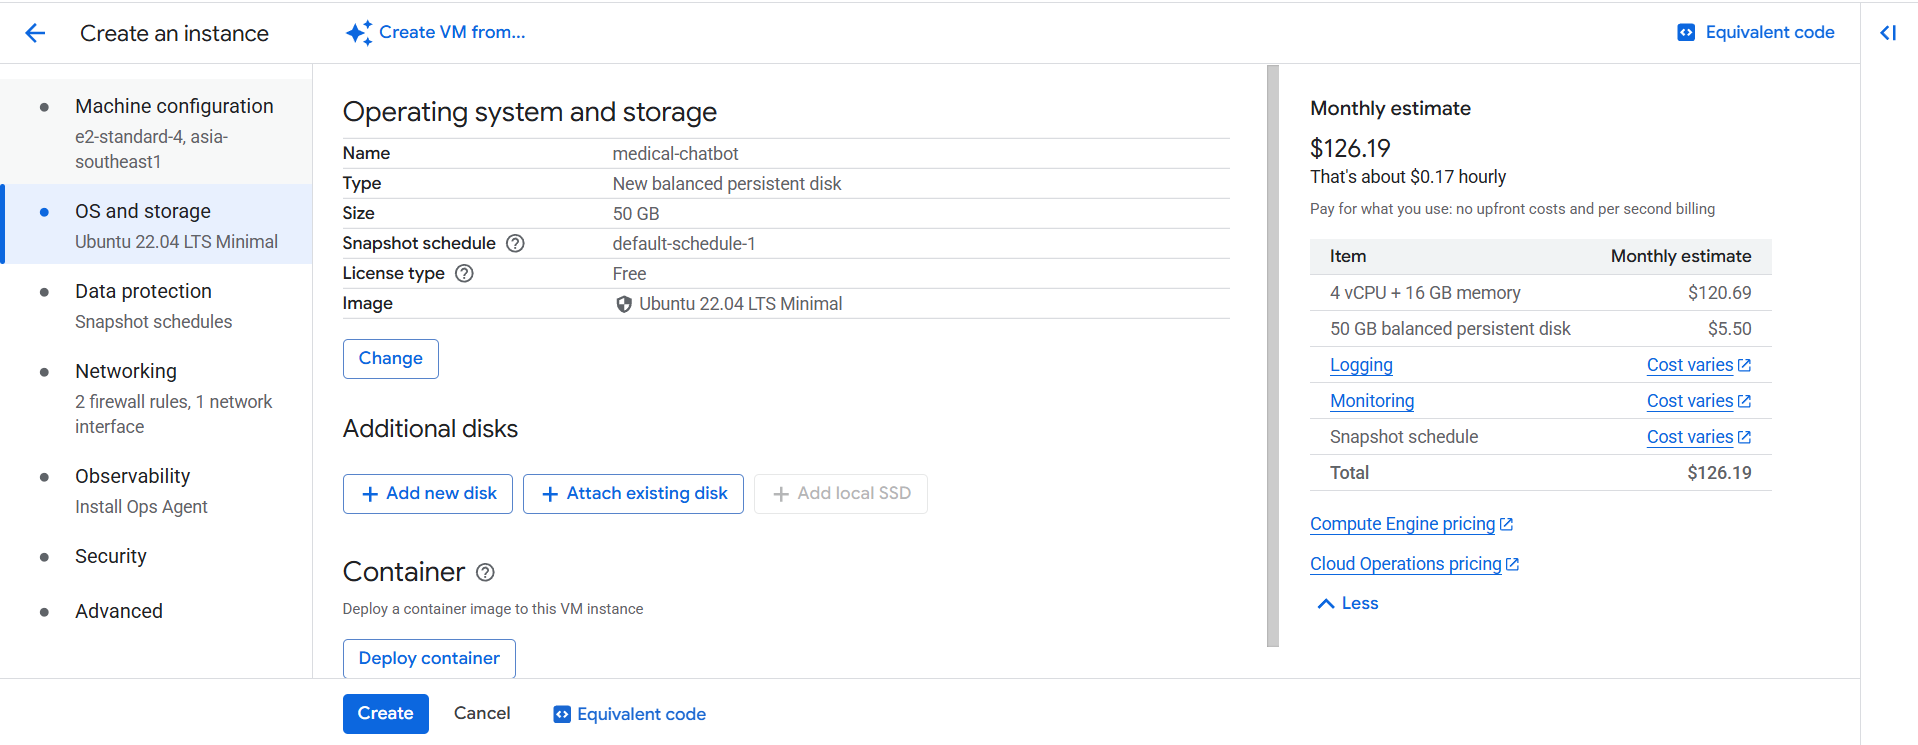 Create an instance
Create VM from...
Equivalent code
Machine configuration
e2-standard-4, asia-
southeast1
OS and storage
Ubuntu 22.04 LTS Minimal
Data protection
Snapshot schedules
Networking
2 firewall rules, 1 network
interface
Observability
Install Ops Agent
Security
Advanced
Operating system and storage
Name medical-chatbot
Type New balanced persistent disk
Size 50 GB
Snapshot schedule default-schedule-1
License type Free
Image Ubuntu 22.04 LTS Minimal
Change
Additional disks
Add new disk
Attach existing disk
Add local SSD
Container
Deploy a container image to this VM instance
Deploy container
Create
Cancel
Equivalent code
Monthly estimate
$126.19
That's about $0.17 hourly
Pay for what you use: no upfront costs and per second billing
Item Monthly estimate
4 vCPU + 16 GB memory $120.69
50 GB balanced persistent disk $5.50
Logging Cost varies
Monitoring Cost varies
Snapshot schedule Cost varies
Total $126.19
Compute Engine pricing
Cloud Operations pricing
Less